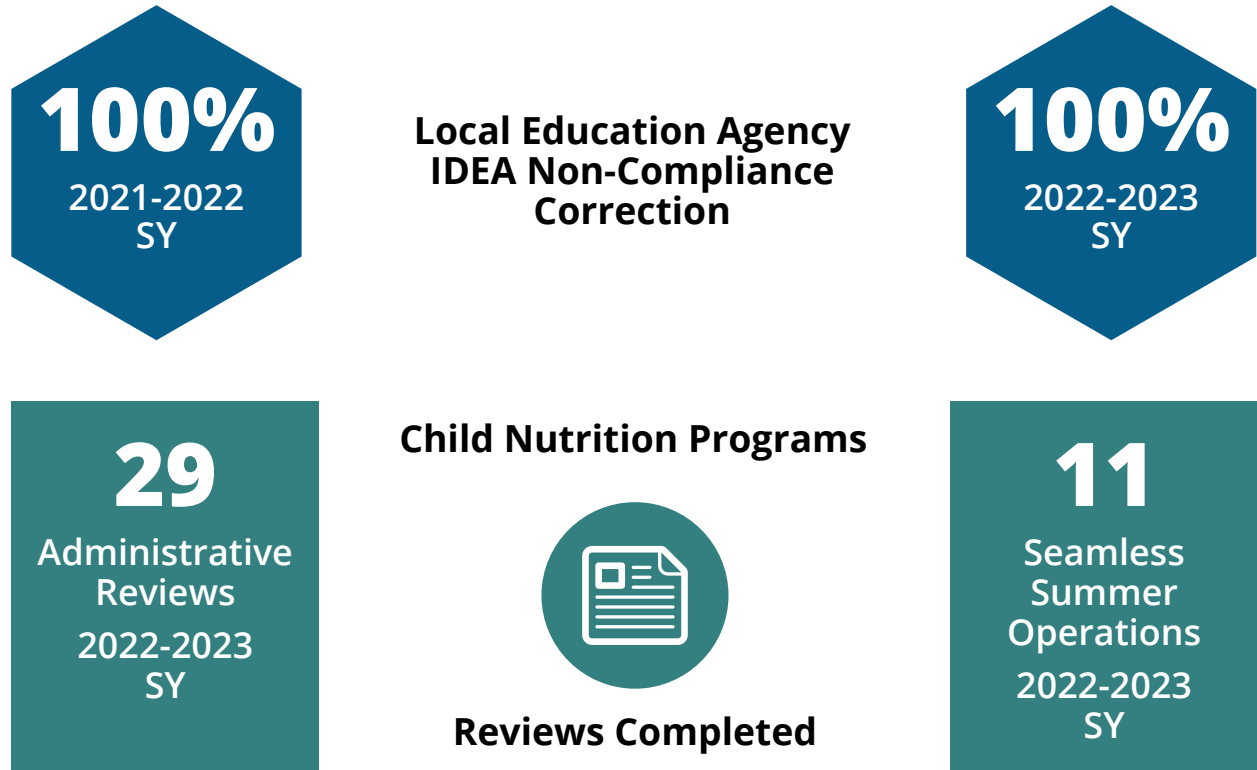 100%
2021-2022
SY
Local Education Agency
IDEA Non-Compliance
Correction
100%
2022-2023
SY
29
Administrative
Reviews
2022-2023
SY
Child Nutrition Programs
Reviews Completed
11
Seamless
Summer
Operations
2022-2023
SY